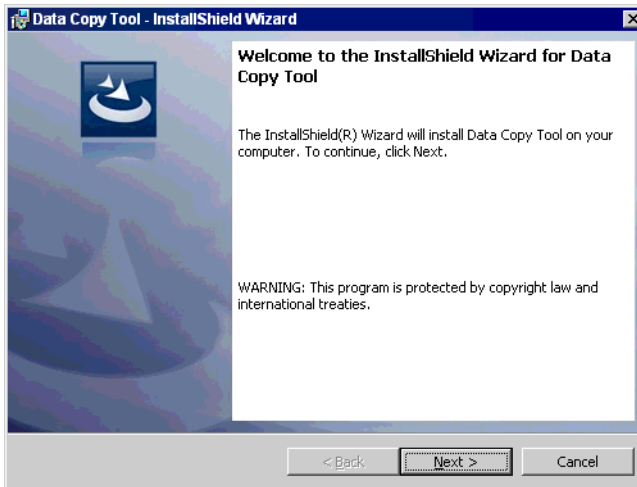 Data Copy Tool - InstallShield Wizard
Welcome to the InstallShield Wizard for Data
Copy Tool
The InstallShield(R) Wizard will install Data Copy Tool on your
computer. To continue, click Next.
WARNING: This program is protected by copyright law and
international treaties.
< Back
Next >
Cancel